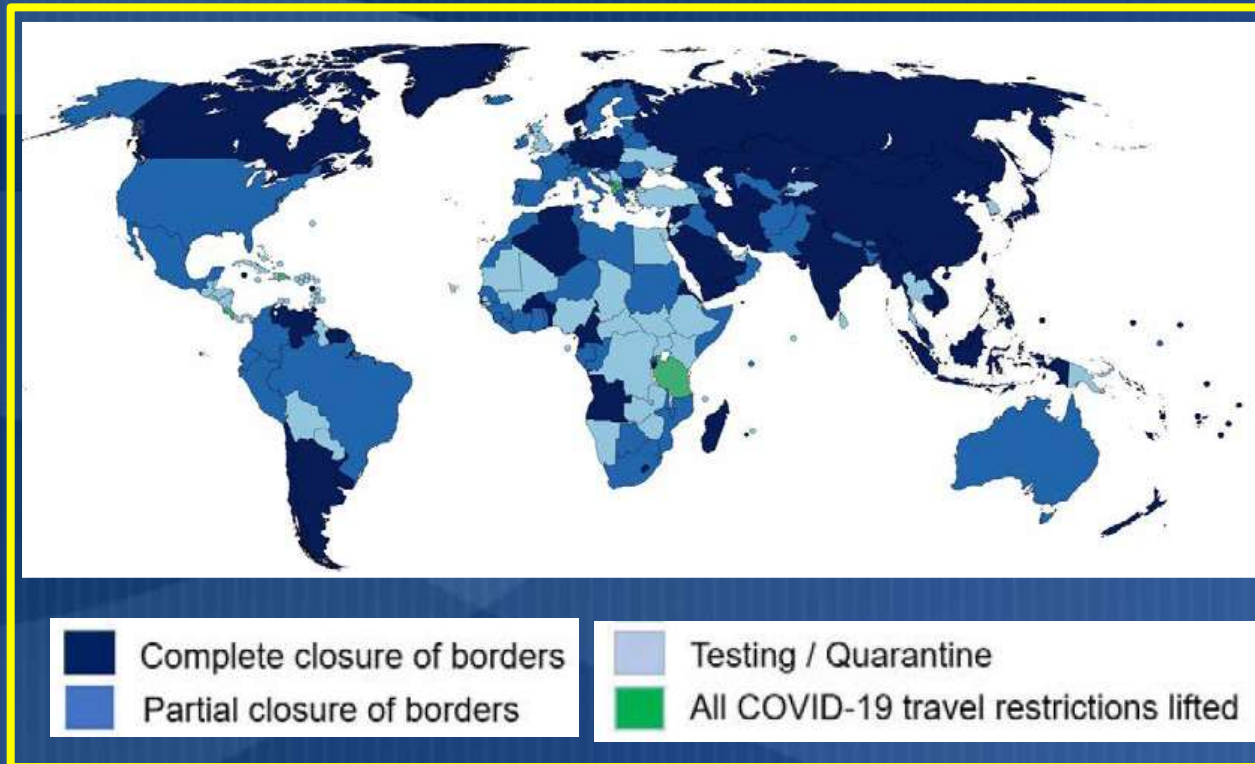 Complete closure of borders
Partial closure of borders
Testing / Quarantine
All COVID-19 travel restrictions lifted